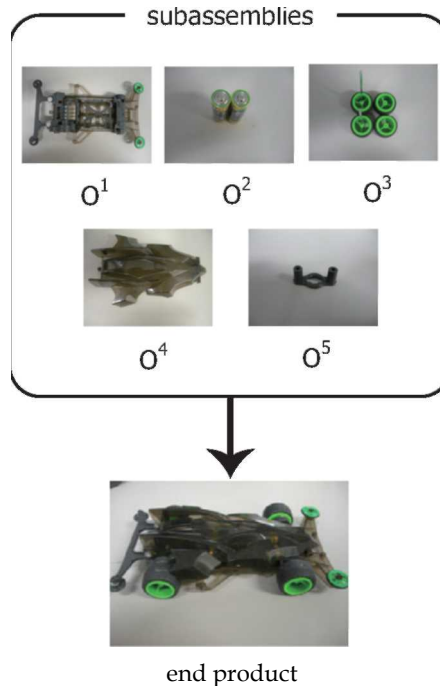 subassemblies
O¹
O²
O³
O⁴
O⁵
end product